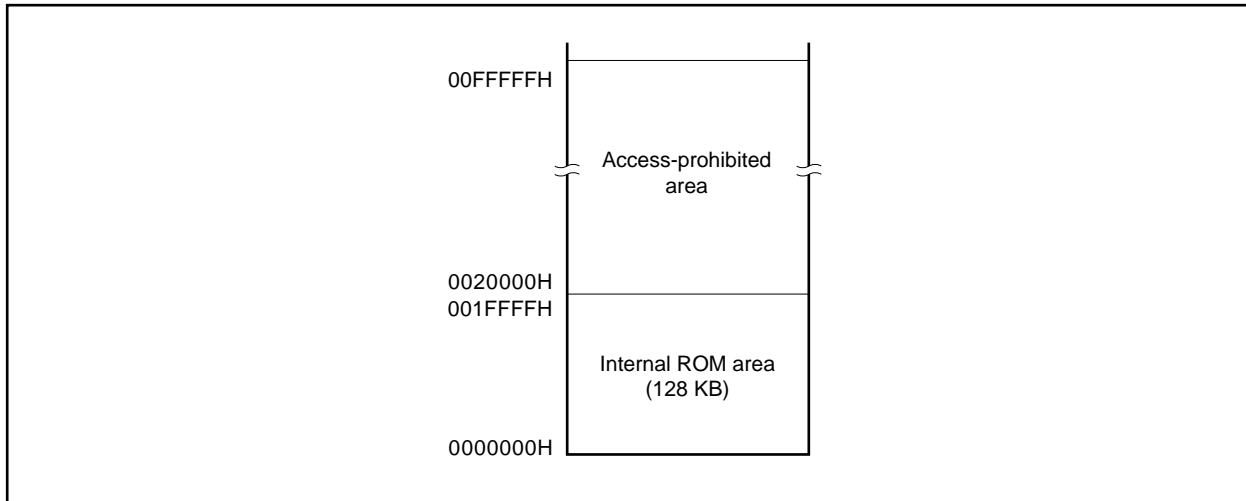 00FFFFFH
Access-prohibited
area
0020000H
001FFFFH
Internal ROM area
(128 KB)
0000000H